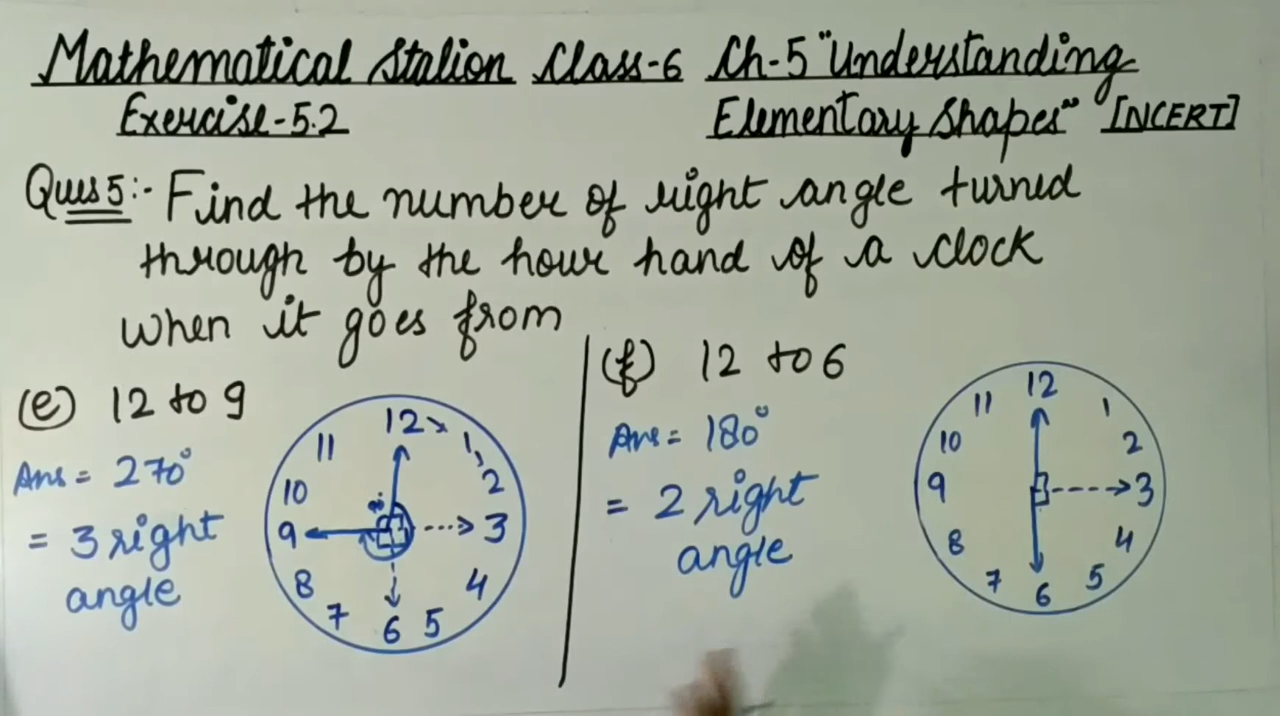 Mathematical Stalion Class-6 Ch-5 "Understanding
Exercise-5.2 Elementary Shapes" [NCERT]
Ques 5:- Find the number of right angle turned
through by the hour hand of a clock
when it goes from
(e) 12 to 9
Ans = 270°
= 3 right
angle
12
1
2
3
4
5
6
7
8
9
10
11
(f) 12 to 6
Ans = 180°
= 2 right
angle
12
1
2
3
4
5
6
7
8
9
10
11